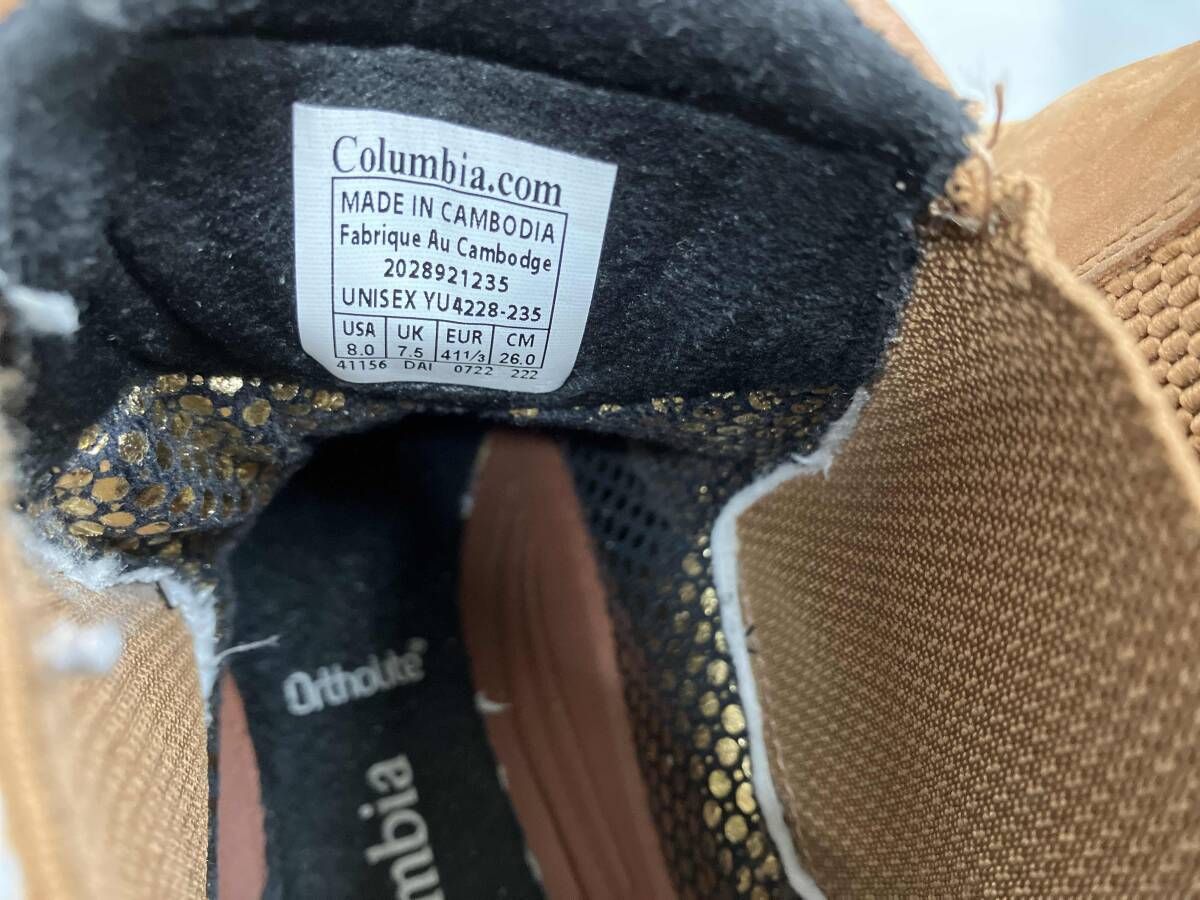 Columbia.com
MADE IN CAMBODIA
Fabrique Au Cambodge
2028921235
UNISEX YU4228-235
USA UK EUR CM
8.0 7.5 41 1/3 26.0
41156 DAI 0722 222
OrthoLite®
mbia